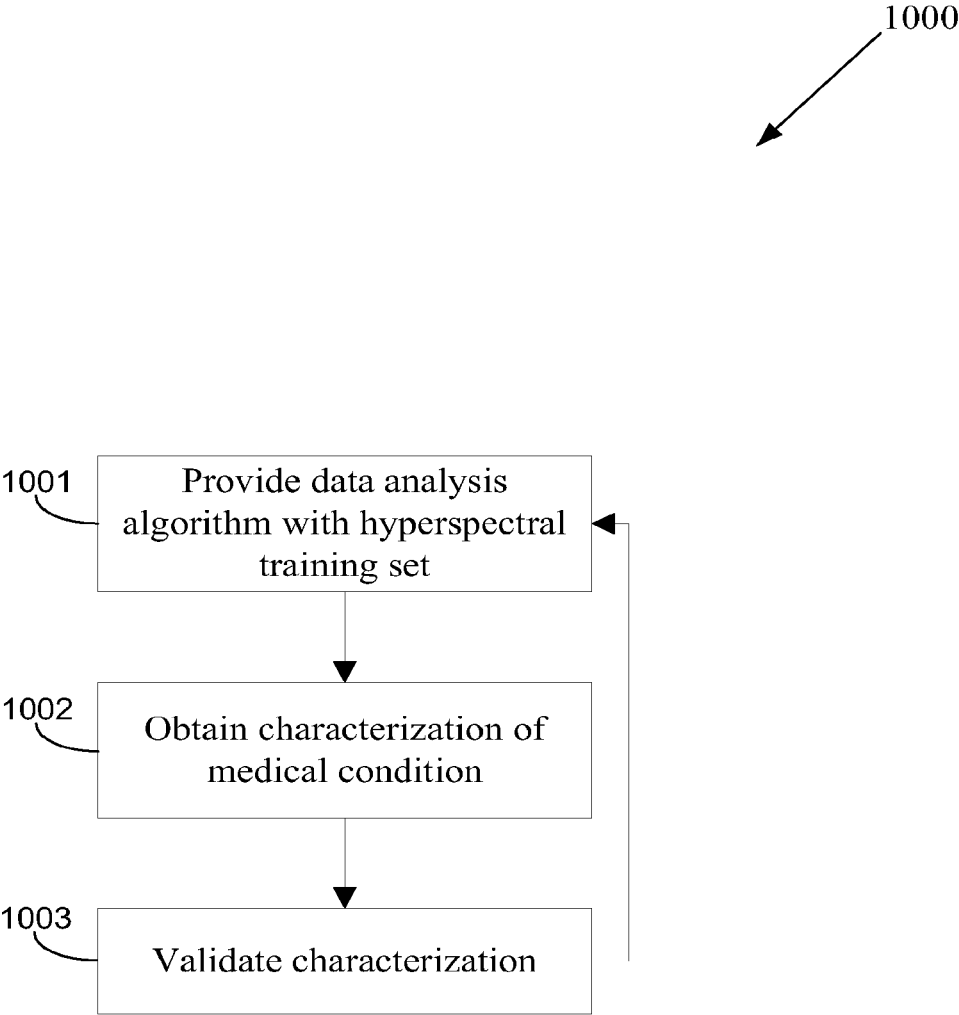 1000
1001
Provide data analysis
algorithm with hyperspectral
training set
1002
Obtain characterization of
medical condition
1003
Validate characterization